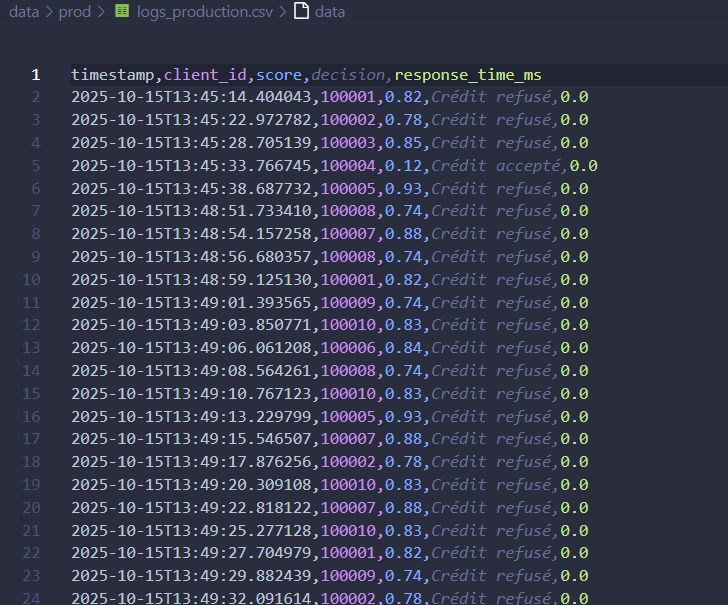 data > prod > logs_production.csv > data
1 timestamp,client_id,score,decision,response_time_ms
2 2025-10-15T13:45:14.404043,100001,0.82,Crédit refusé,0.0
3 2025-10-15T13:45:22.972782,100002,0.78,Crédit refusé,0.0
4 2025-10-15T13:45:28.705139,100003,0.85,Crédit refusé,0.0
5 2025-10-15T13:45:33.766745,100004,0.12,Crédit accepté,0.0
6 2025-10-15T13:45:38.687732,100005,0.93,Crédit refusé,0.0
7 2025-10-15T13:48:51.733410,100008,0.74,Crédit refusé,0.0
8 2025-10-15T13:48:54.157258,100007,0.88,Crédit refusé,0.0
9 2025-10-15T13:48:56.680357,100008,0.74,Crédit refusé,0.0
10 2025-10-15T13:48:59.125130,100001,0.82,Crédit refusé,0.0
11 2025-10-15T13:49:01.393565,100009,0.74,Crédit refusé,0.0
12 2025-10-15T13:49:03.850771,100010,0.83,Crédit refusé,0.0
13 2025-10-15T13:49:06.061208,100006,0.84,Crédit refusé,0.0
14 2025-10-15T13:49:08.564261,100008,0.74,Crédit refusé,0.0
15 2025-10-15T13:49:10.767123,100010,0.83,Crédit refusé,0.0
16 2025-10-15T13:49:13.229799,100005,0.93,Crédit refusé,0.0
17 2025-10-15T13:49:15.546507,100007,0.88,Crédit refusé,0.0
18 2025-10-15T13:49:17.876256,100002,0.78,Crédit refusé,0.0
19 2025-10-15T13:49:20.309108,100010,0.83,Crédit refusé,0.0
20 2025-10-15T13:49:22.818122,100007,0.88,Crédit refusé,0.0
21 2025-10-15T13:49:25.277128,100010,0.83,Crédit refusé,0.0
22 2025-10-15T13:49:27.704979,100001,0.82,Crédit refusé,0.0
23 2025-10-15T13:49:29.882439,100009,0.74,Crédit refusé,0.0
24 2025-10-15T13:49:32.091614,100002,0.78,Crédit refusé,0.0